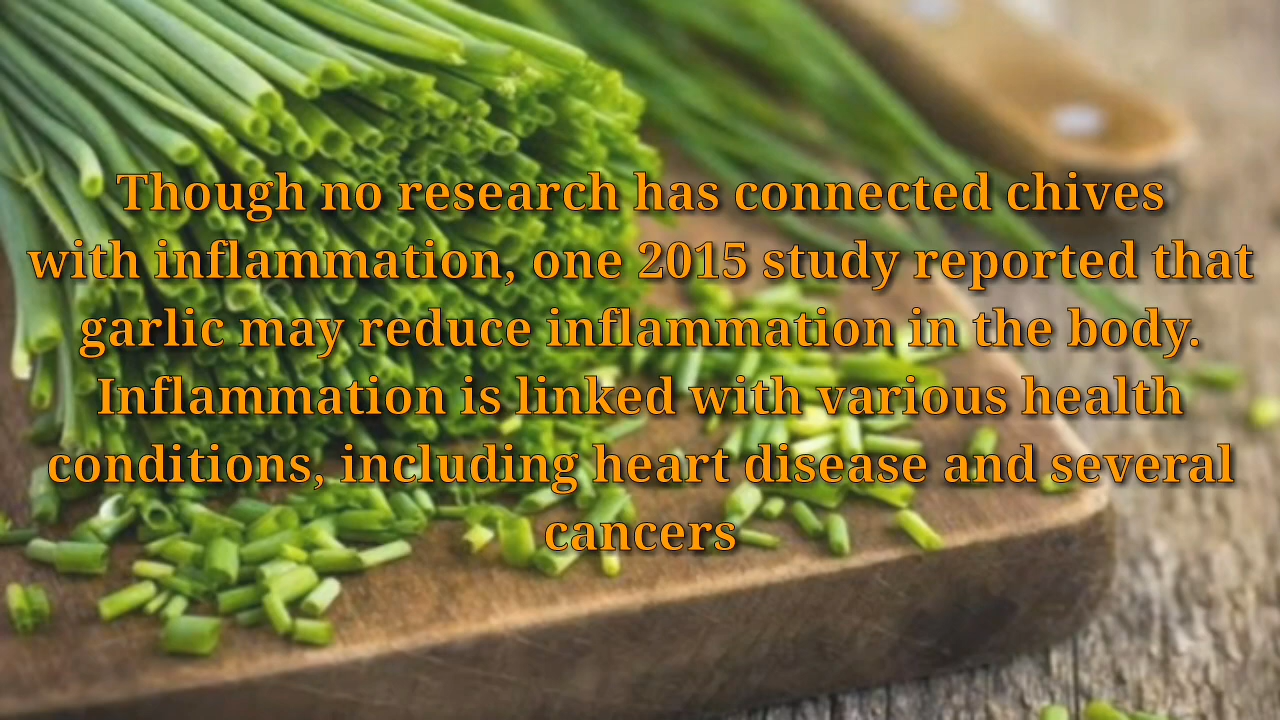 Though no research has connected chives
with inflammation, one 2015 study reported that
garlic may reduce inflammation in the body.
Inflammation is linked with various health
conditions, including heart disease and several
cancers